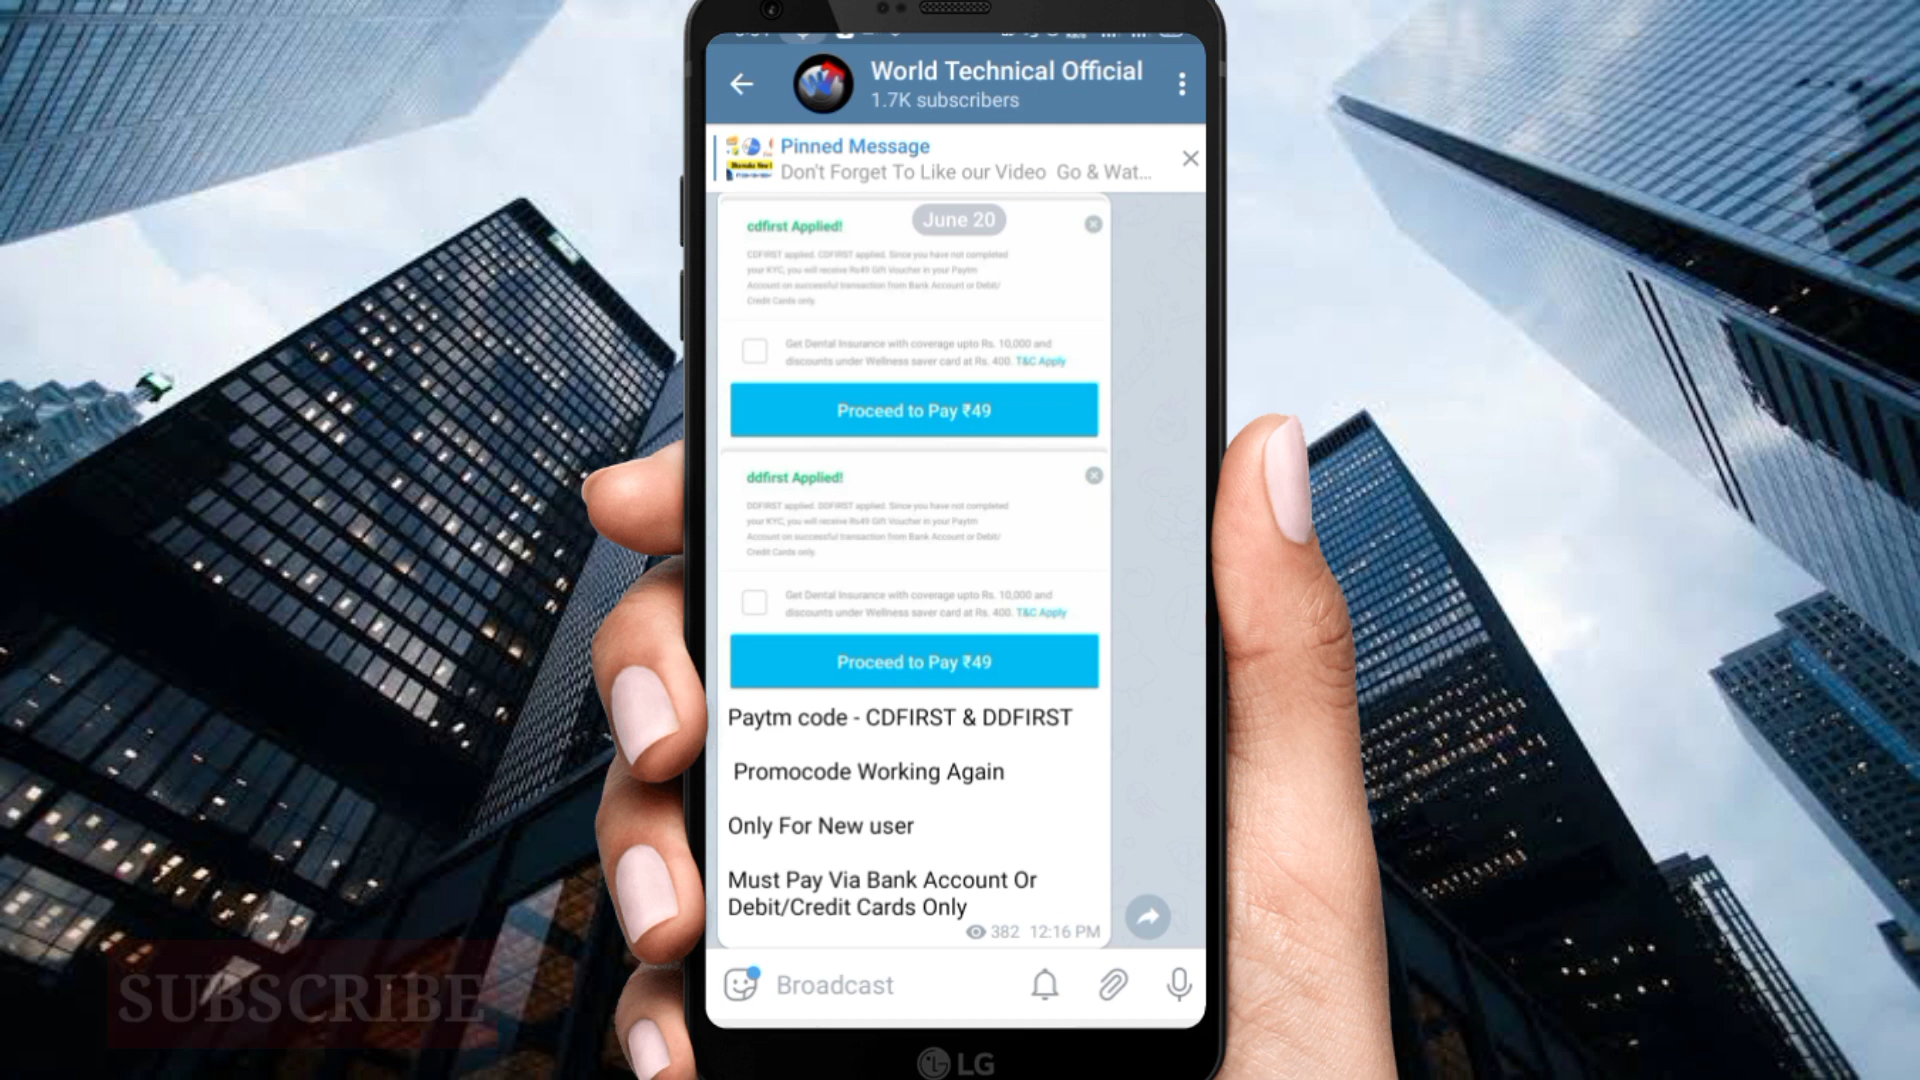 World Technical Official
1.7K subscribers
Pinned Message
Don't Forget To Like our Video Go & Wat...
June 20
cdfirst Applied!
CDFIRST applied. CDFIRST applied. Since you have not completed
your KYC, you will receive Rs49 Gift Voucher in your Paytm
Account on successful transaction from Bank Account or Debit/
Credit Cards only.
Get Dental Insurance with coverage upto Rs. 10,000 and
discounts under Wellness saver card at Rs. 400. T&C Apply
Proceed to Pay ₹49
ddfirst Applied!
DDFIRST applied. DDFIRST applied. Since you have not completed
your KYC, you will receive Rs49 Gift Voucher in your Paytm
Account on successful transaction from Bank Account or Debit/
Credit Cards only.
Get Dental Insurance with coverage upto Rs. 10,000 and
discounts under Wellness saver card at Rs. 400. T&C Apply
Proceed to Pay ₹49
Paytm code - CDFIRST & DDFIRST
Promocode Working Again
Only For New user
Must Pay Via Bank Account Or
Debit/Credit Cards Only
382 12:16 PM
Broadcast
SUBSCRIBE
LG